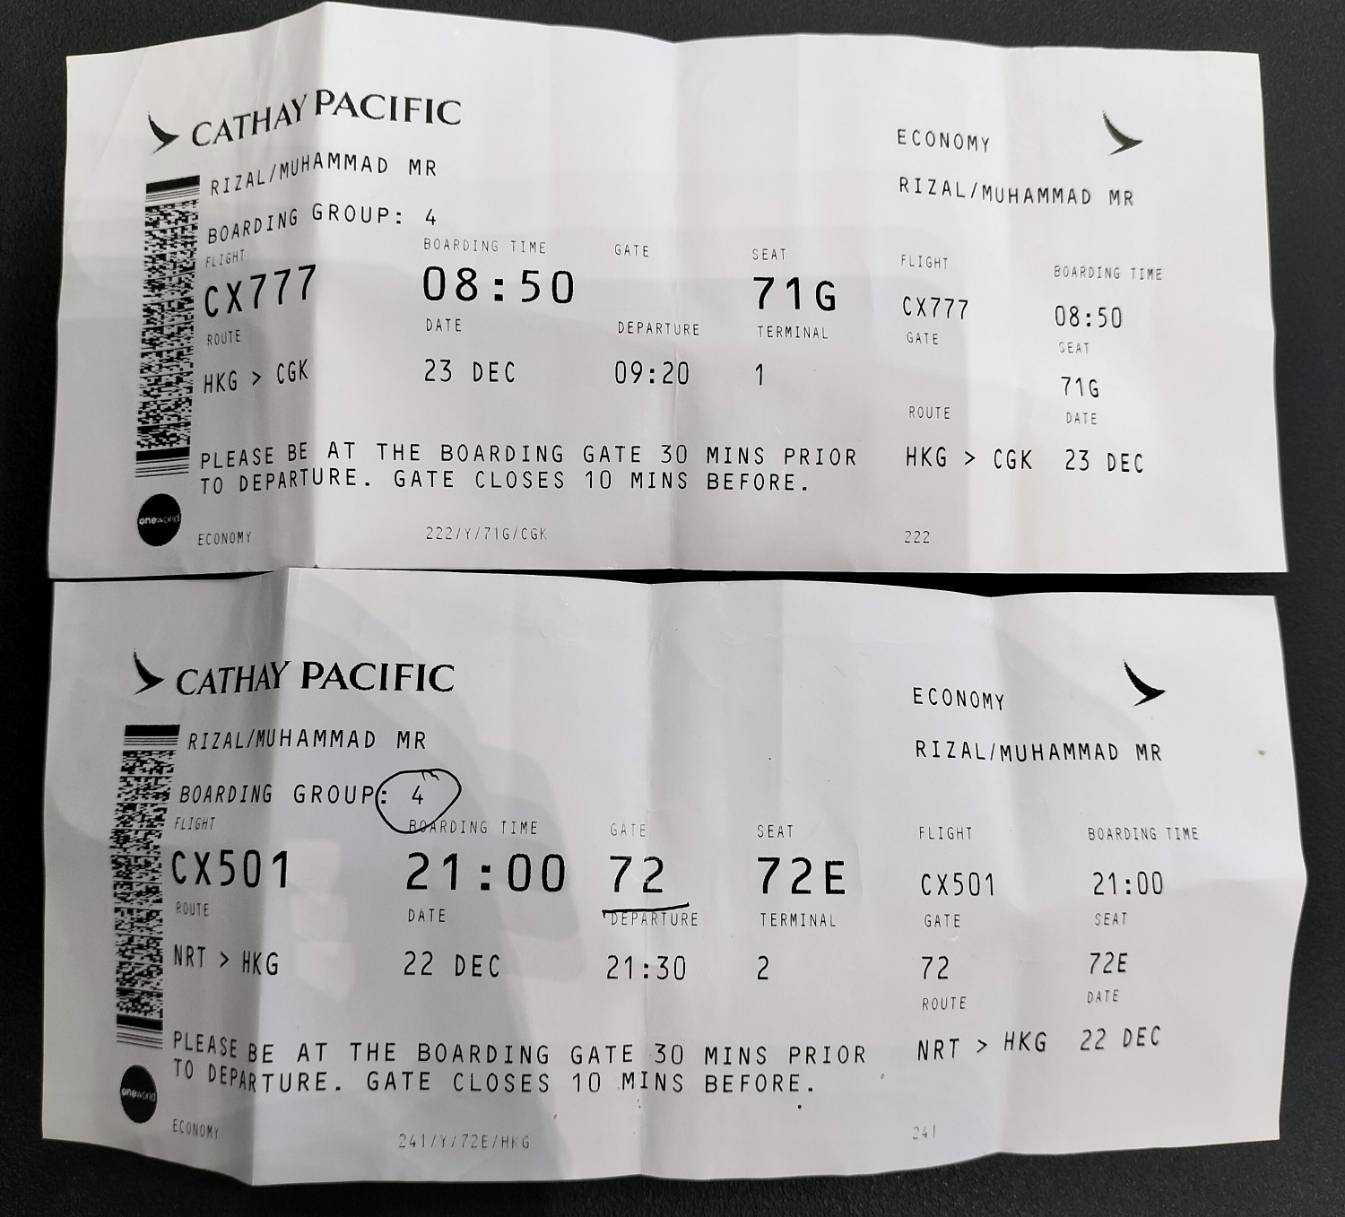 CATHAY PACIFIC
RIZAL/MUHAMMAD MR
BOARDING GROUP: 4
FLIGHT BOARDING TIME GATE SEAT
CX777 08:50 71G
ROUTE DATE DEPARTURE TERMINAL
HKG > CGK 23 DEC 09:20 1
PLEASE BE AT THE BOARDING GATE 30 MINS PRIOR
TO DEPARTURE. GATE CLOSES 10 MINS BEFORE.
oneworld
ECONOMY 222/Y/71G/CGK
ECONOMY
RIZAL/MUHAMMAD MR
FLIGHT BOARDING TIME
CX777 08:50
GATE SEAT
71G
ROUTE DATE
HKG > CGK 23 DEC
222
CATHAY PACIFIC
RIZAL/MUHAMMAD MR
BOARDING GROUP: 4
FLIGHT BOARDING TIME GATE SEAT
CX501 21:00 72 72E
ROUTE DATE DEPARTURE TERMINAL
NRT > HKG 22 DEC 21:30 2
PLEASE BE AT THE BOARDING GATE 30 MINS PRIOR
TO DEPARTURE. GATE CLOSES 10 MINS BEFORE.
oneworld
ECONOMY 241/Y/72E/HKG
ECONOMY
RIZAL/MUHAMMAD MR
FLIGHT BOARDING TIME
CX501 21:00
GATE SEAT
72 72E
ROUTE DATE
NRT > HKG 22 DEC
241